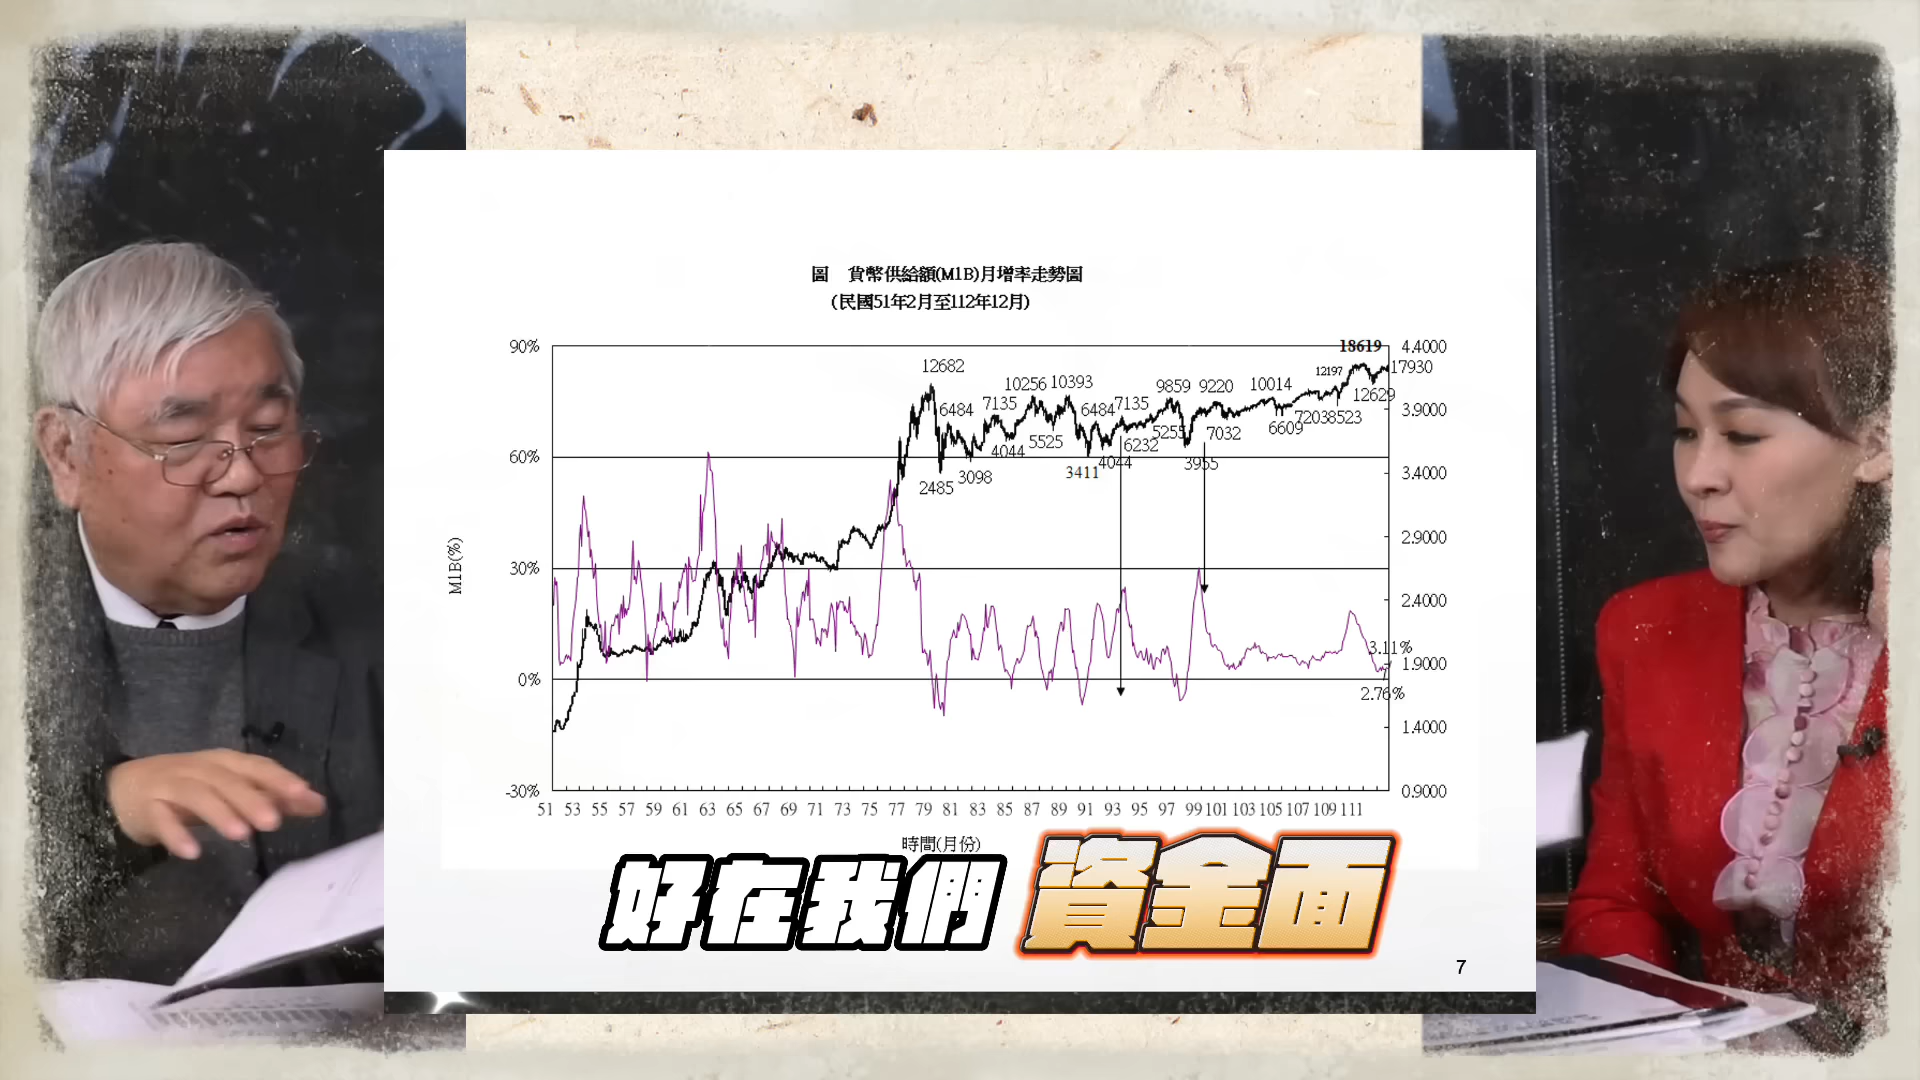 圖 貨幣供給額(M1B)月增率走勢圖
(民國51年2月至112年12月)
90% 60% 30% 0% -30%
M1B(%)
4.4000 3.9000 3.4000 2.9000 2.4000 1.9000 1.4000 0.9000
18619
17930
12682 10256 10393 9859 9220 10014 12197 12629
6484 7135 6484 7135 7203 8523
4044 5525 6232 5255 7032 6609
2485 3098 3411 4044 3955
3.11%
2.76%
51 53 55 57 59 61 63 65 67 69 71 73 75 77 79 81 83 85 87 89 91 93 95 97 99 101 103 105 107 109 111
時間(月份)
好在我們 資金面
7